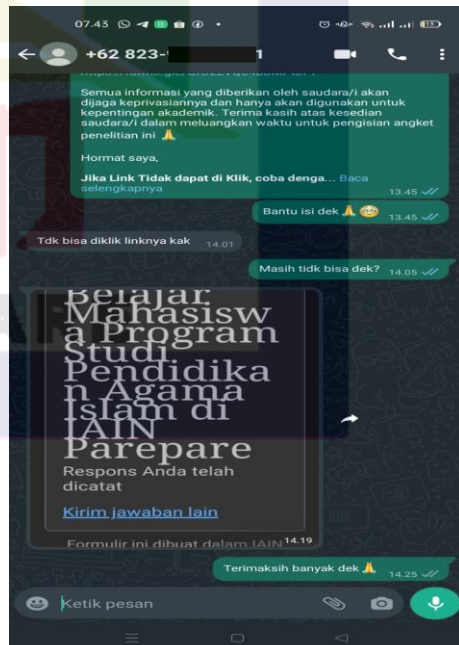 07.43
+62 823-
1
Semua informasi yang diberikan oleh saudara/i akan
dijaga keprivasiannya dan hanya akan digunakan untuk
kepentingan akademik. Terima kasih atas kesedian
saudara/i dalam meluangkan waktu untuk pengisian angket
penelitian ini 🙏
Hormat saya,
Jika Link Tidak dapat di Klik, coba denga... Baca
selengkapnya
13.45
Bantu isi dek 🙏🥹
13.45
Tdk bisa diklik linknya kak
14.01
Masih tidk bisa dek?
14.05
Belajar
Mahasisw
a Program
Studi
Pendidika
n Agama
Islam di
IAIN
Parepare
Respons Anda telah
dicatat
Kirim jawaban lain
Formulir ini dibuat dalam IAIN
14.19
Terimaksih banyak dek 🙏
14.25
Ketik pesan